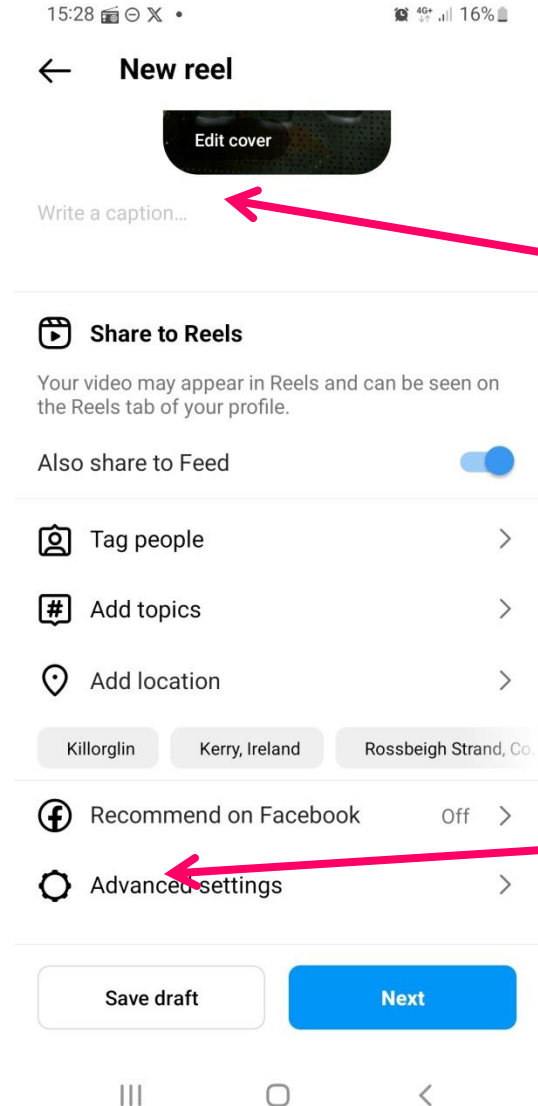 15:28 X • 4G+ 16%
New reel
Edit cover
Write a caption...
Share to Reels
Your video may appear in Reels and can be seen on
the Reels tab of your profile.
Also share to Feed
Tag people
# Add topics
Add location
Killorglin Kerry, Ireland Rossbeigh Strand, Co.
Recommend on Facebook Off
Advanced settings
Save draft Next